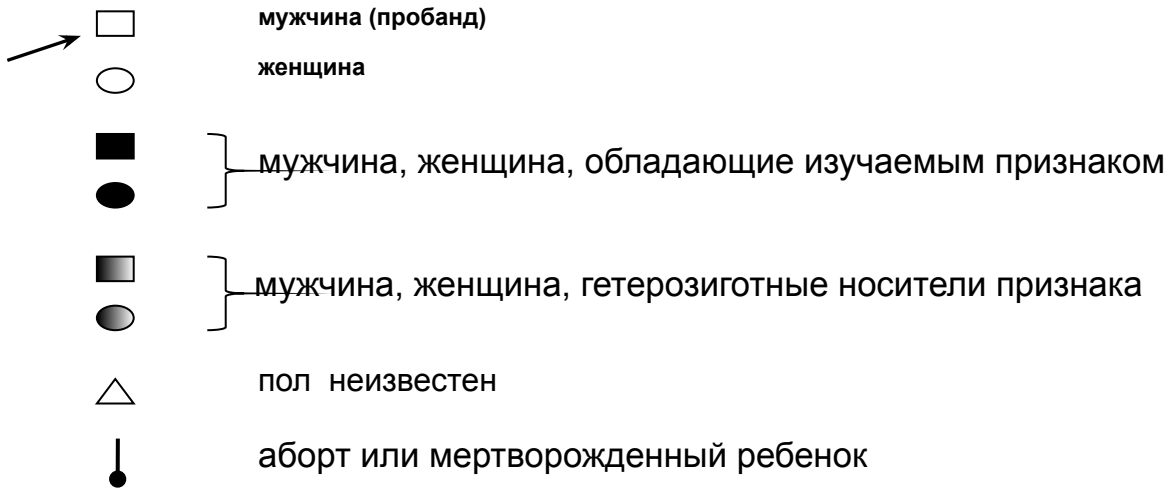 мужчина (пробанд)
женщина
мужчина, женщина, обладающие изучаемым признаком
мужчина, женщина, гетерозиготные носители признака
пол неизвестен
аборт или мертворожденный ребенок